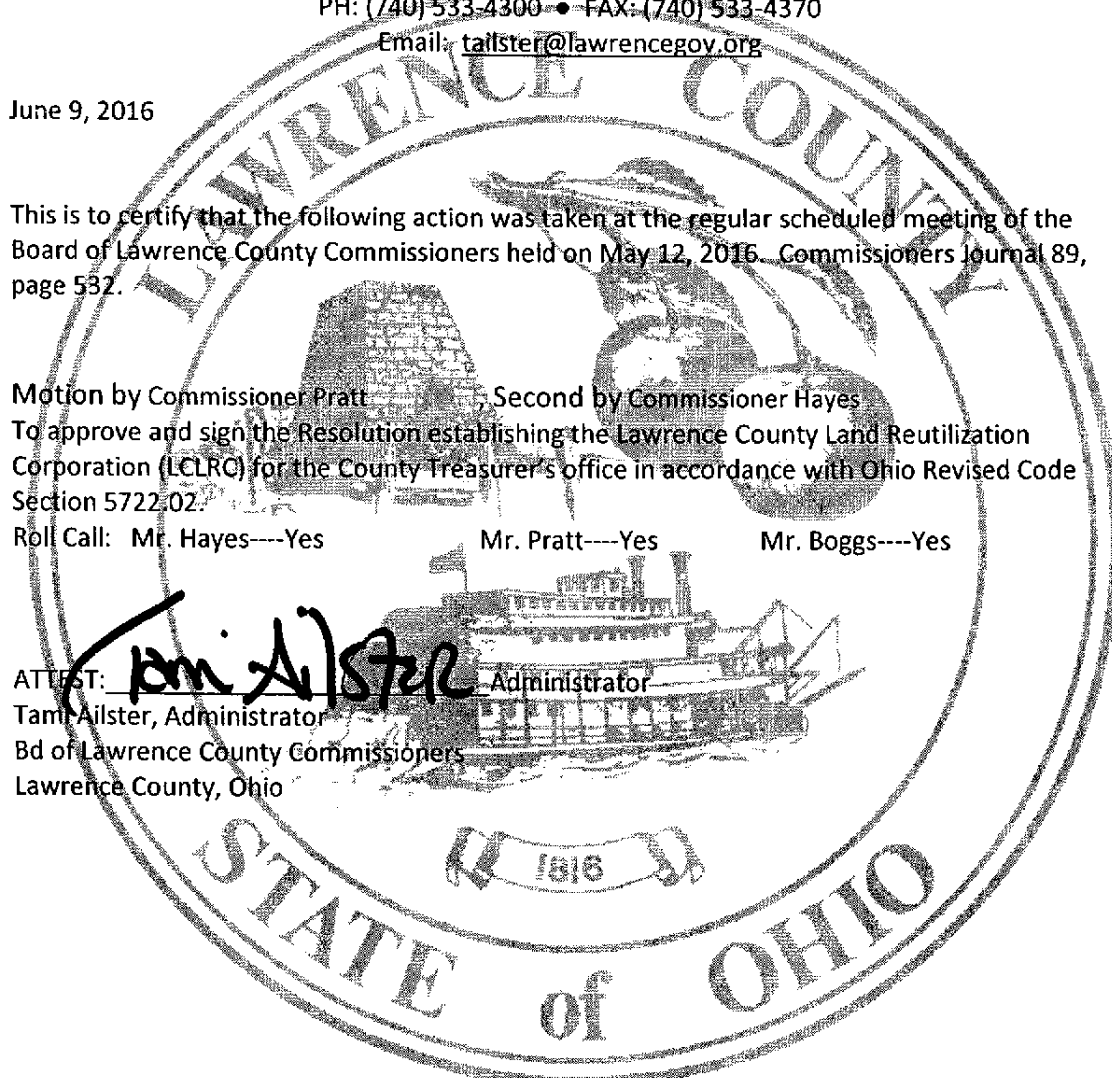 PH: (740) 533-4300 ● FAX: (740) 533-4370
Email: tailster@lawrencegov.org
June 9, 2016
This is to certify that the following action was taken at the regular scheduled meeting of the
Board of Lawrence County Commissioners held on May 12, 2016. Commissioners Journal 89,
page 532.
Motion by Commissioner Pratt , Second by Commissioner Hayes
To approve and sign the Resolution establishing the Lawrence County Land Reutilization
Corporation (LCLRC) for the County Treasurer's office in accordance with Ohio Revised Code
Section 5722.02.
Roll Call: Mr. Hayes----Yes Mr. Pratt----Yes Mr. Boggs----Yes
ATTEST: Tami Ailster Administrator
Tami Ailster, Administrator
Bd of Lawrence County Commissioners
Lawrence County, Ohio
LAWRENCE COUNTY
1816
STATE of OHIO